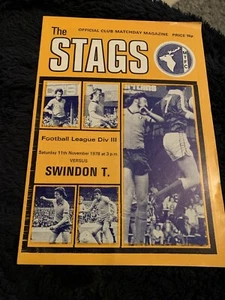 The
OFFICIAL CLUB MATCHDAY MAGAZINE PRICE
STAGS
Football League Div III
Saturday 11th November 1978 at 3 p.m.
VERSUS
SWINDON T.